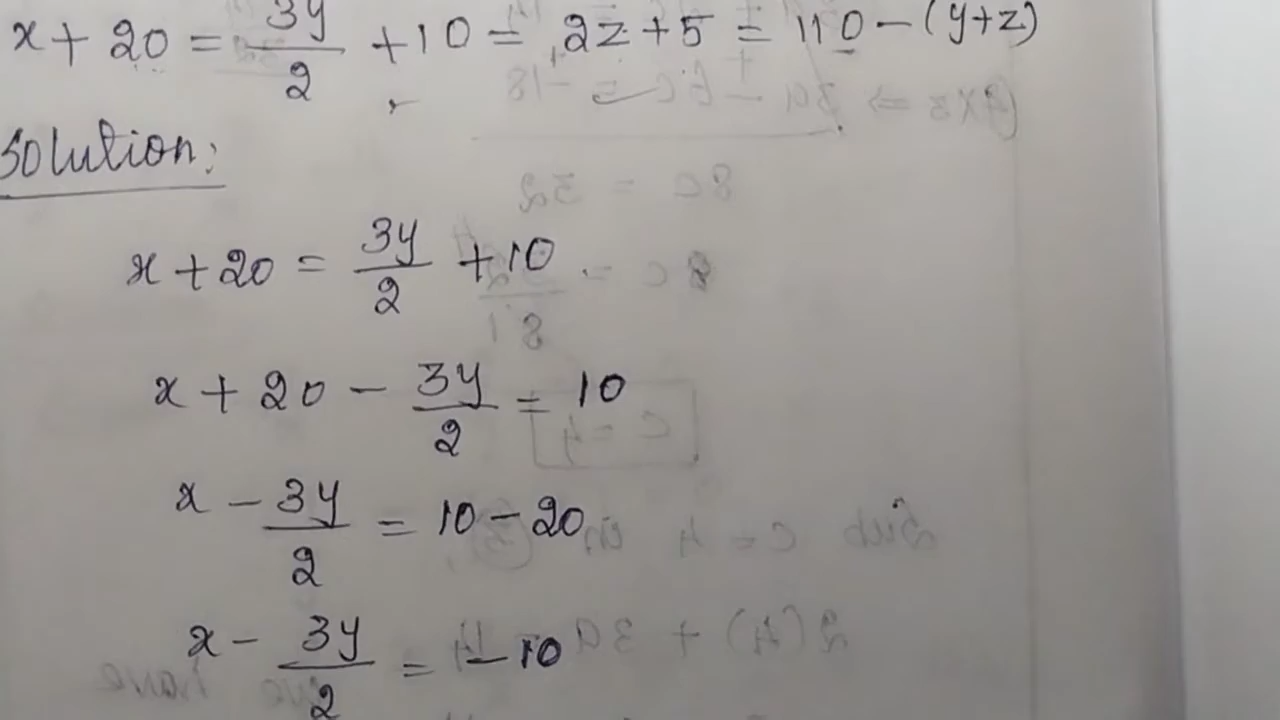 x + 20 = 3y/2 + 10 = 2z + 5 = 110 - (y+z)
Solution:
x + 20 = 3y/2 + 10
x + 20 - 3y/2 = 10
x - 3y/2 = 10 - 20
x - 3y/2 = -10